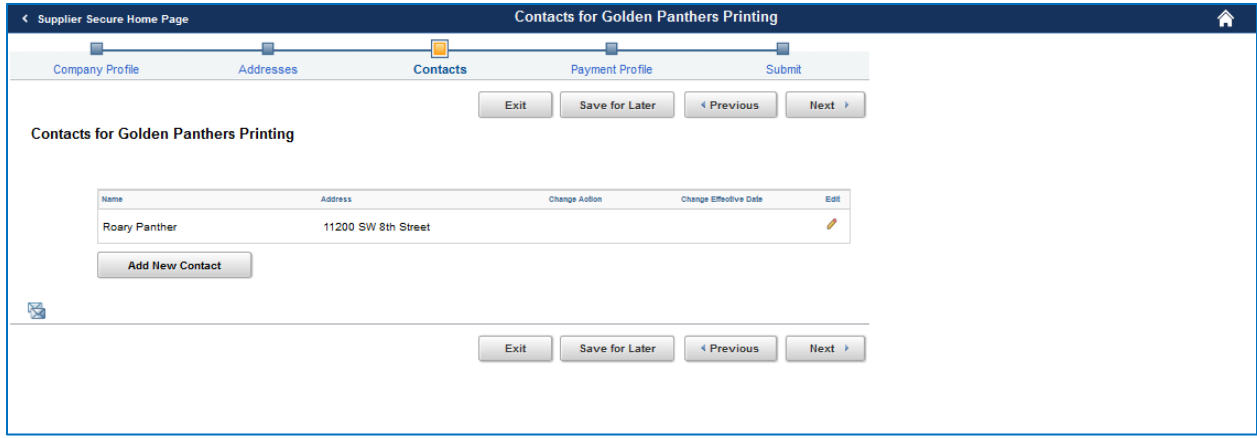 Supplier Secure Home Page
Contacts for Golden Panthers Printing
Company Profile Addresses Contacts Payment Profile Submit
Exit Save for Later Previous Next
Contacts for Golden Panthers Printing
Name Address Change Action Change Effective Date Edit
Roary Panther 11200 SW 8th Street
Add New Contact
Exit Save for Later Previous Next